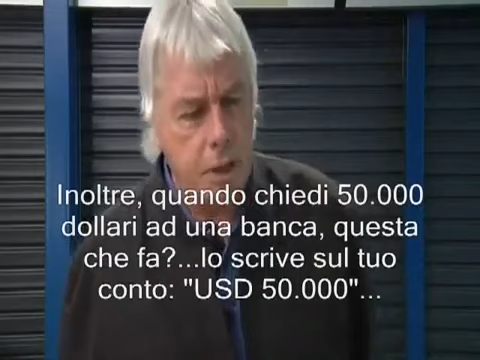 Inoltre, quando chiedi 50.000
dollari ad una banca, questa
che fa?...lo scrive sul tuo
conto: "USD 50.000"...